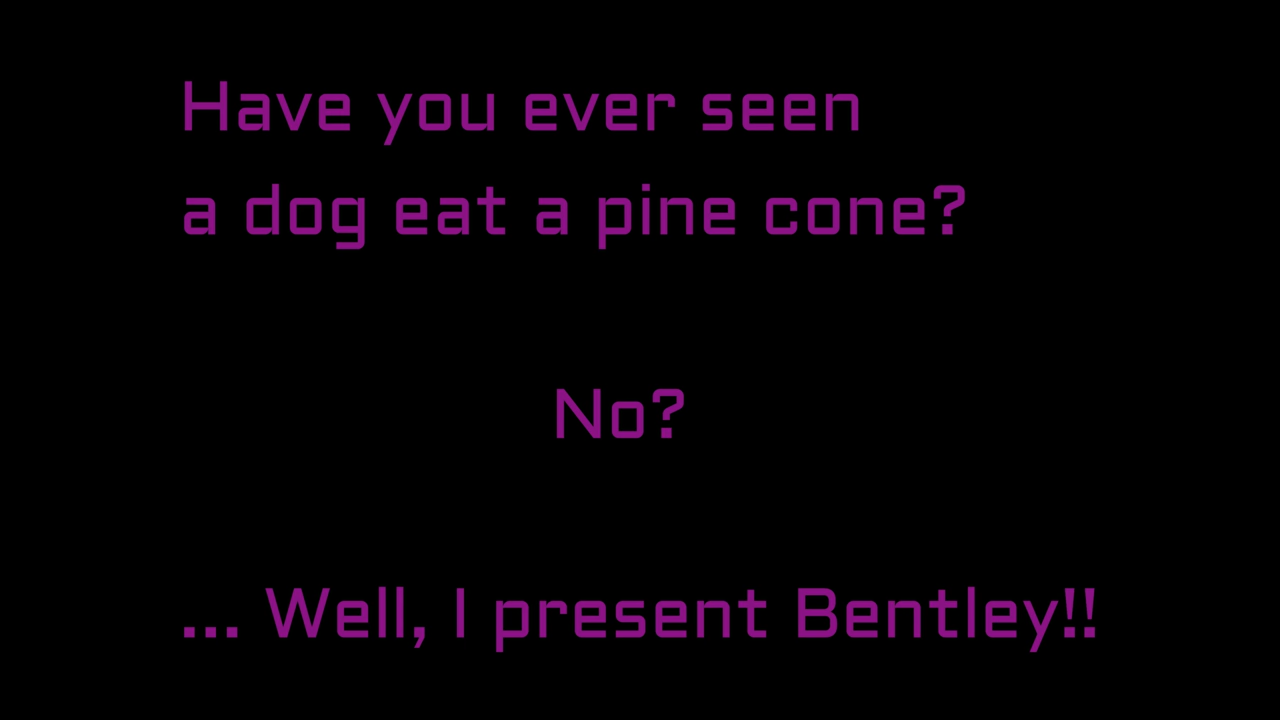 Have you ever seen
a dog eat a pine cone?
No?
... Well, I present Bentley!!